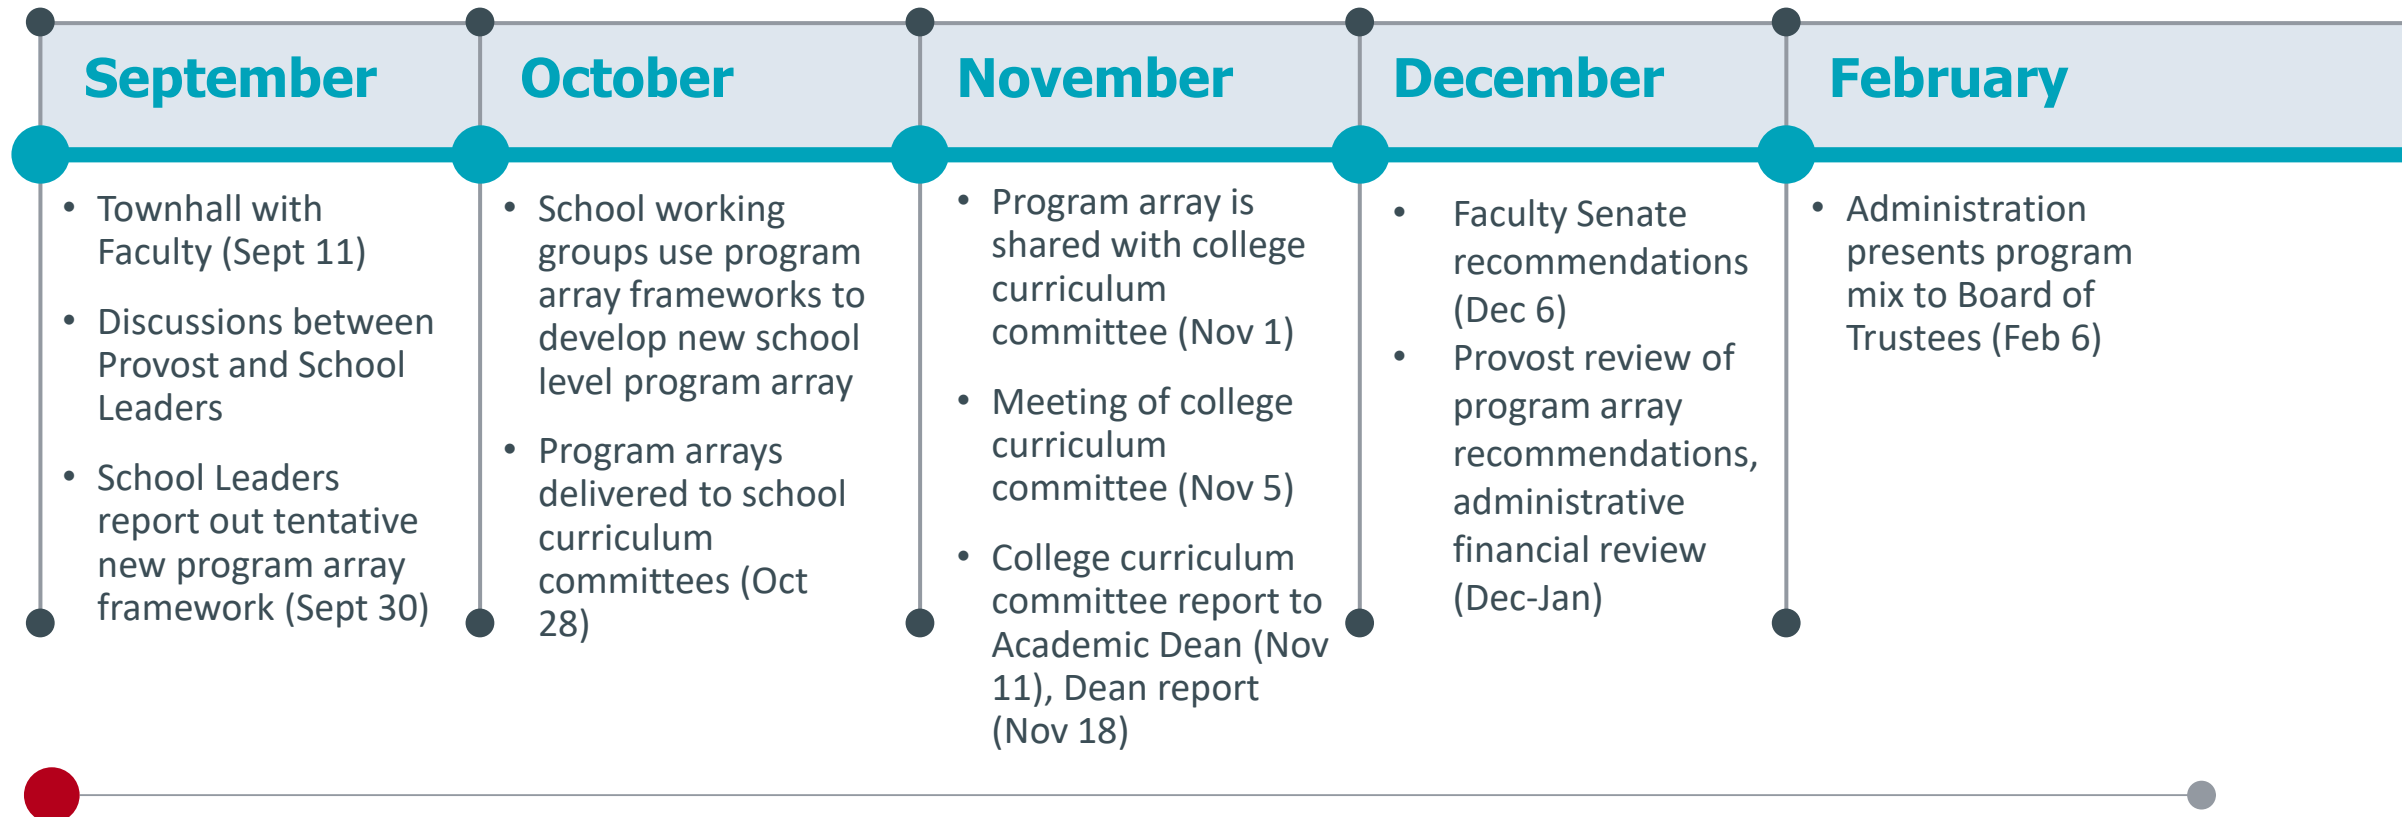 September
• Townhall with
Faculty (Sept 11)
• Discussions between
Provost and School
Leaders
• School Leaders
report out tentative
new program array
framework (Sept 30)
October
• School working
groups use program
array frameworks to
develop new school
level program array
• Program arrays
delivered to school
curriculum
committees (Oct
28)
November
• Program array is
shared with college
curriculum
committee (Nov 1)
• Meeting of college
curriculum
committee (Nov 5)
• College curriculum
committee report to
Academic Dean (Nov
11), Dean report
(Nov 18)
December
• Faculty Senate
recommendations
(Dec 6)
• Provost review of
program array
recommendations,
administrative
financial review
(Dec-Jan)
February
• Administration
presents program
mix to Board of
Trustees (Feb 6)